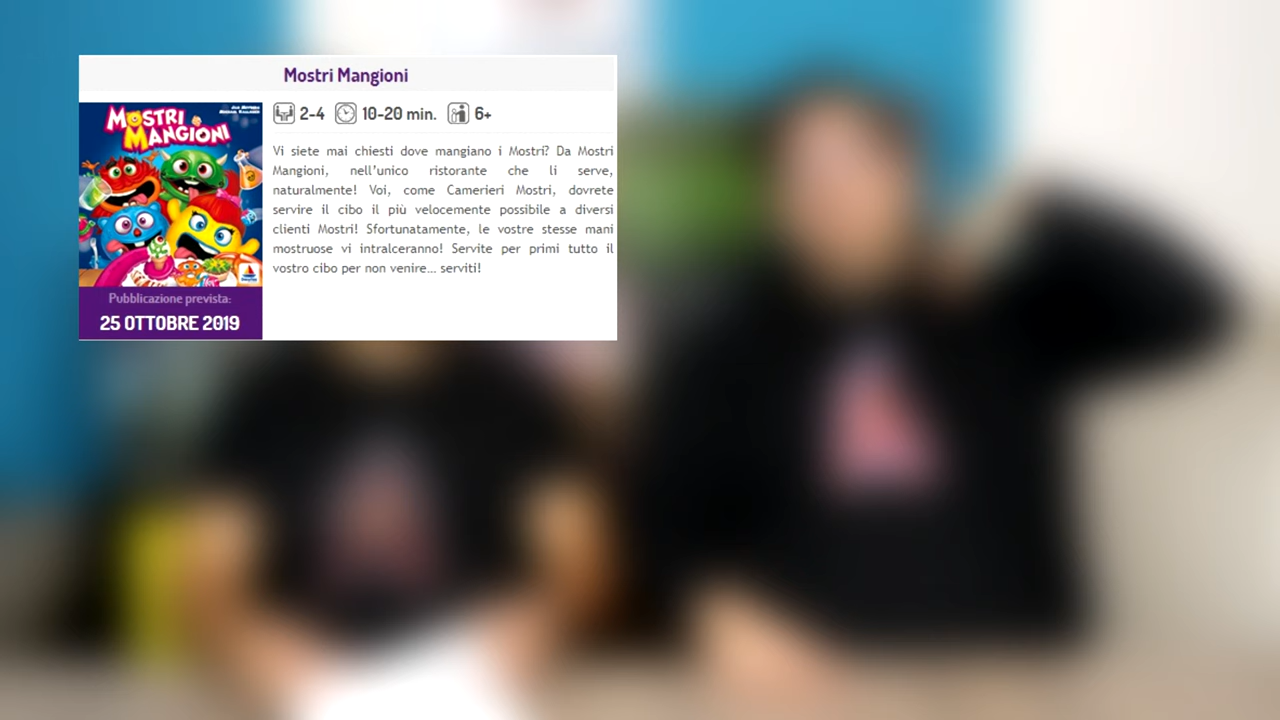 Mostri Mangioni
MOSTRI
MANGIONI
2-4 10-20 min. 6+
Vi siete mai chiesti dove mangiano i Mostri? Da Mostri
Mangioni, nell'unico ristorante che li serve,
naturalmente! Voi, come Camerieri Mostri, dovrete
servire il cibo il più velocemente possibile a diversi
clienti Mostri! Sfortunatamente, le vostre stesse mani
mostruose vi intralceranno! Servite per primi tutto il
vostro cibo per non venire... serviti!
Pubblicazione prevista:
25 OTTOBRE 2019